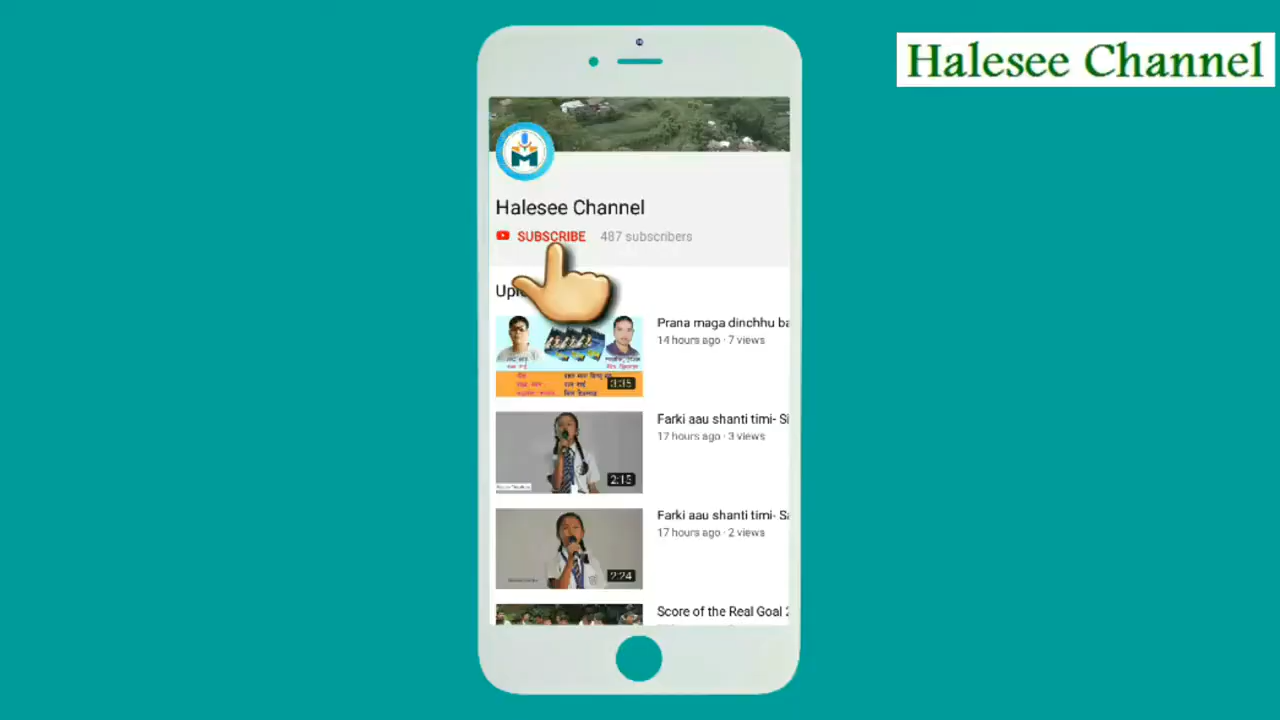 Halesee Channel
M
Halesee Channel
SUBSCRIBE 487 subscribers
Prana maga dinchhu ba
14 hours ago · 7 views
3:35
Farki aau shanti timi- Si
17 hours ago · 3 views
2:15
Farki aau shanti timi- Sa
17 hours ago · 2 views
2:24
Score of the Real Goal 2